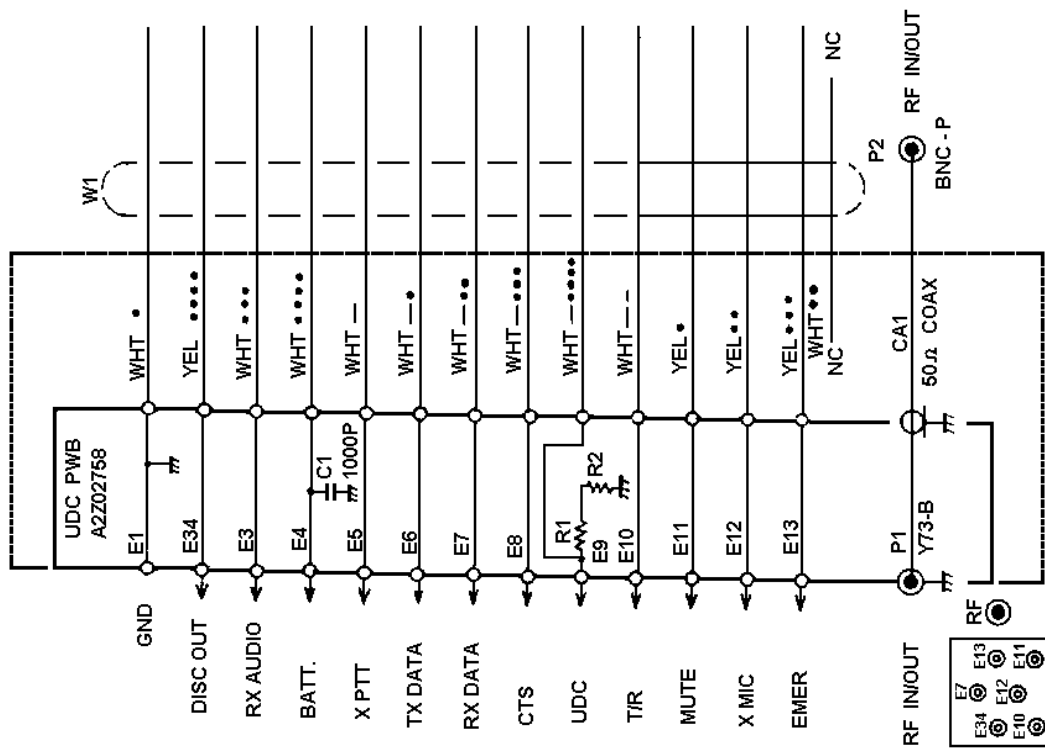 UDC PWB
A2Z02758
W1
GND
E1
WHT •
DISC OUT
E34
YEL ••••
RX AUDIO
E3
WHT •••
BATT.
E4
C1
1000P
WHT ••••
X PTT
E5
WHT —
TX DATA
E6
WHT —•
RX DATA
E7
WHT —••
CTS
E8
WHT —••••
UDC
R1
R2
E9
WHT —•••••
T/R
E10
WHT — —
MUTE
E11
YEL •
X MIC
E12
YEL ••
EMER
E13
YEL •••
WHT ••
NC
NC
RF IN/OUT
P1
Y73-B
CA1
50Ω COAX
P2
BNC - P
RF IN/OUT
RF
E7 E13
E34 E12
E10 E11